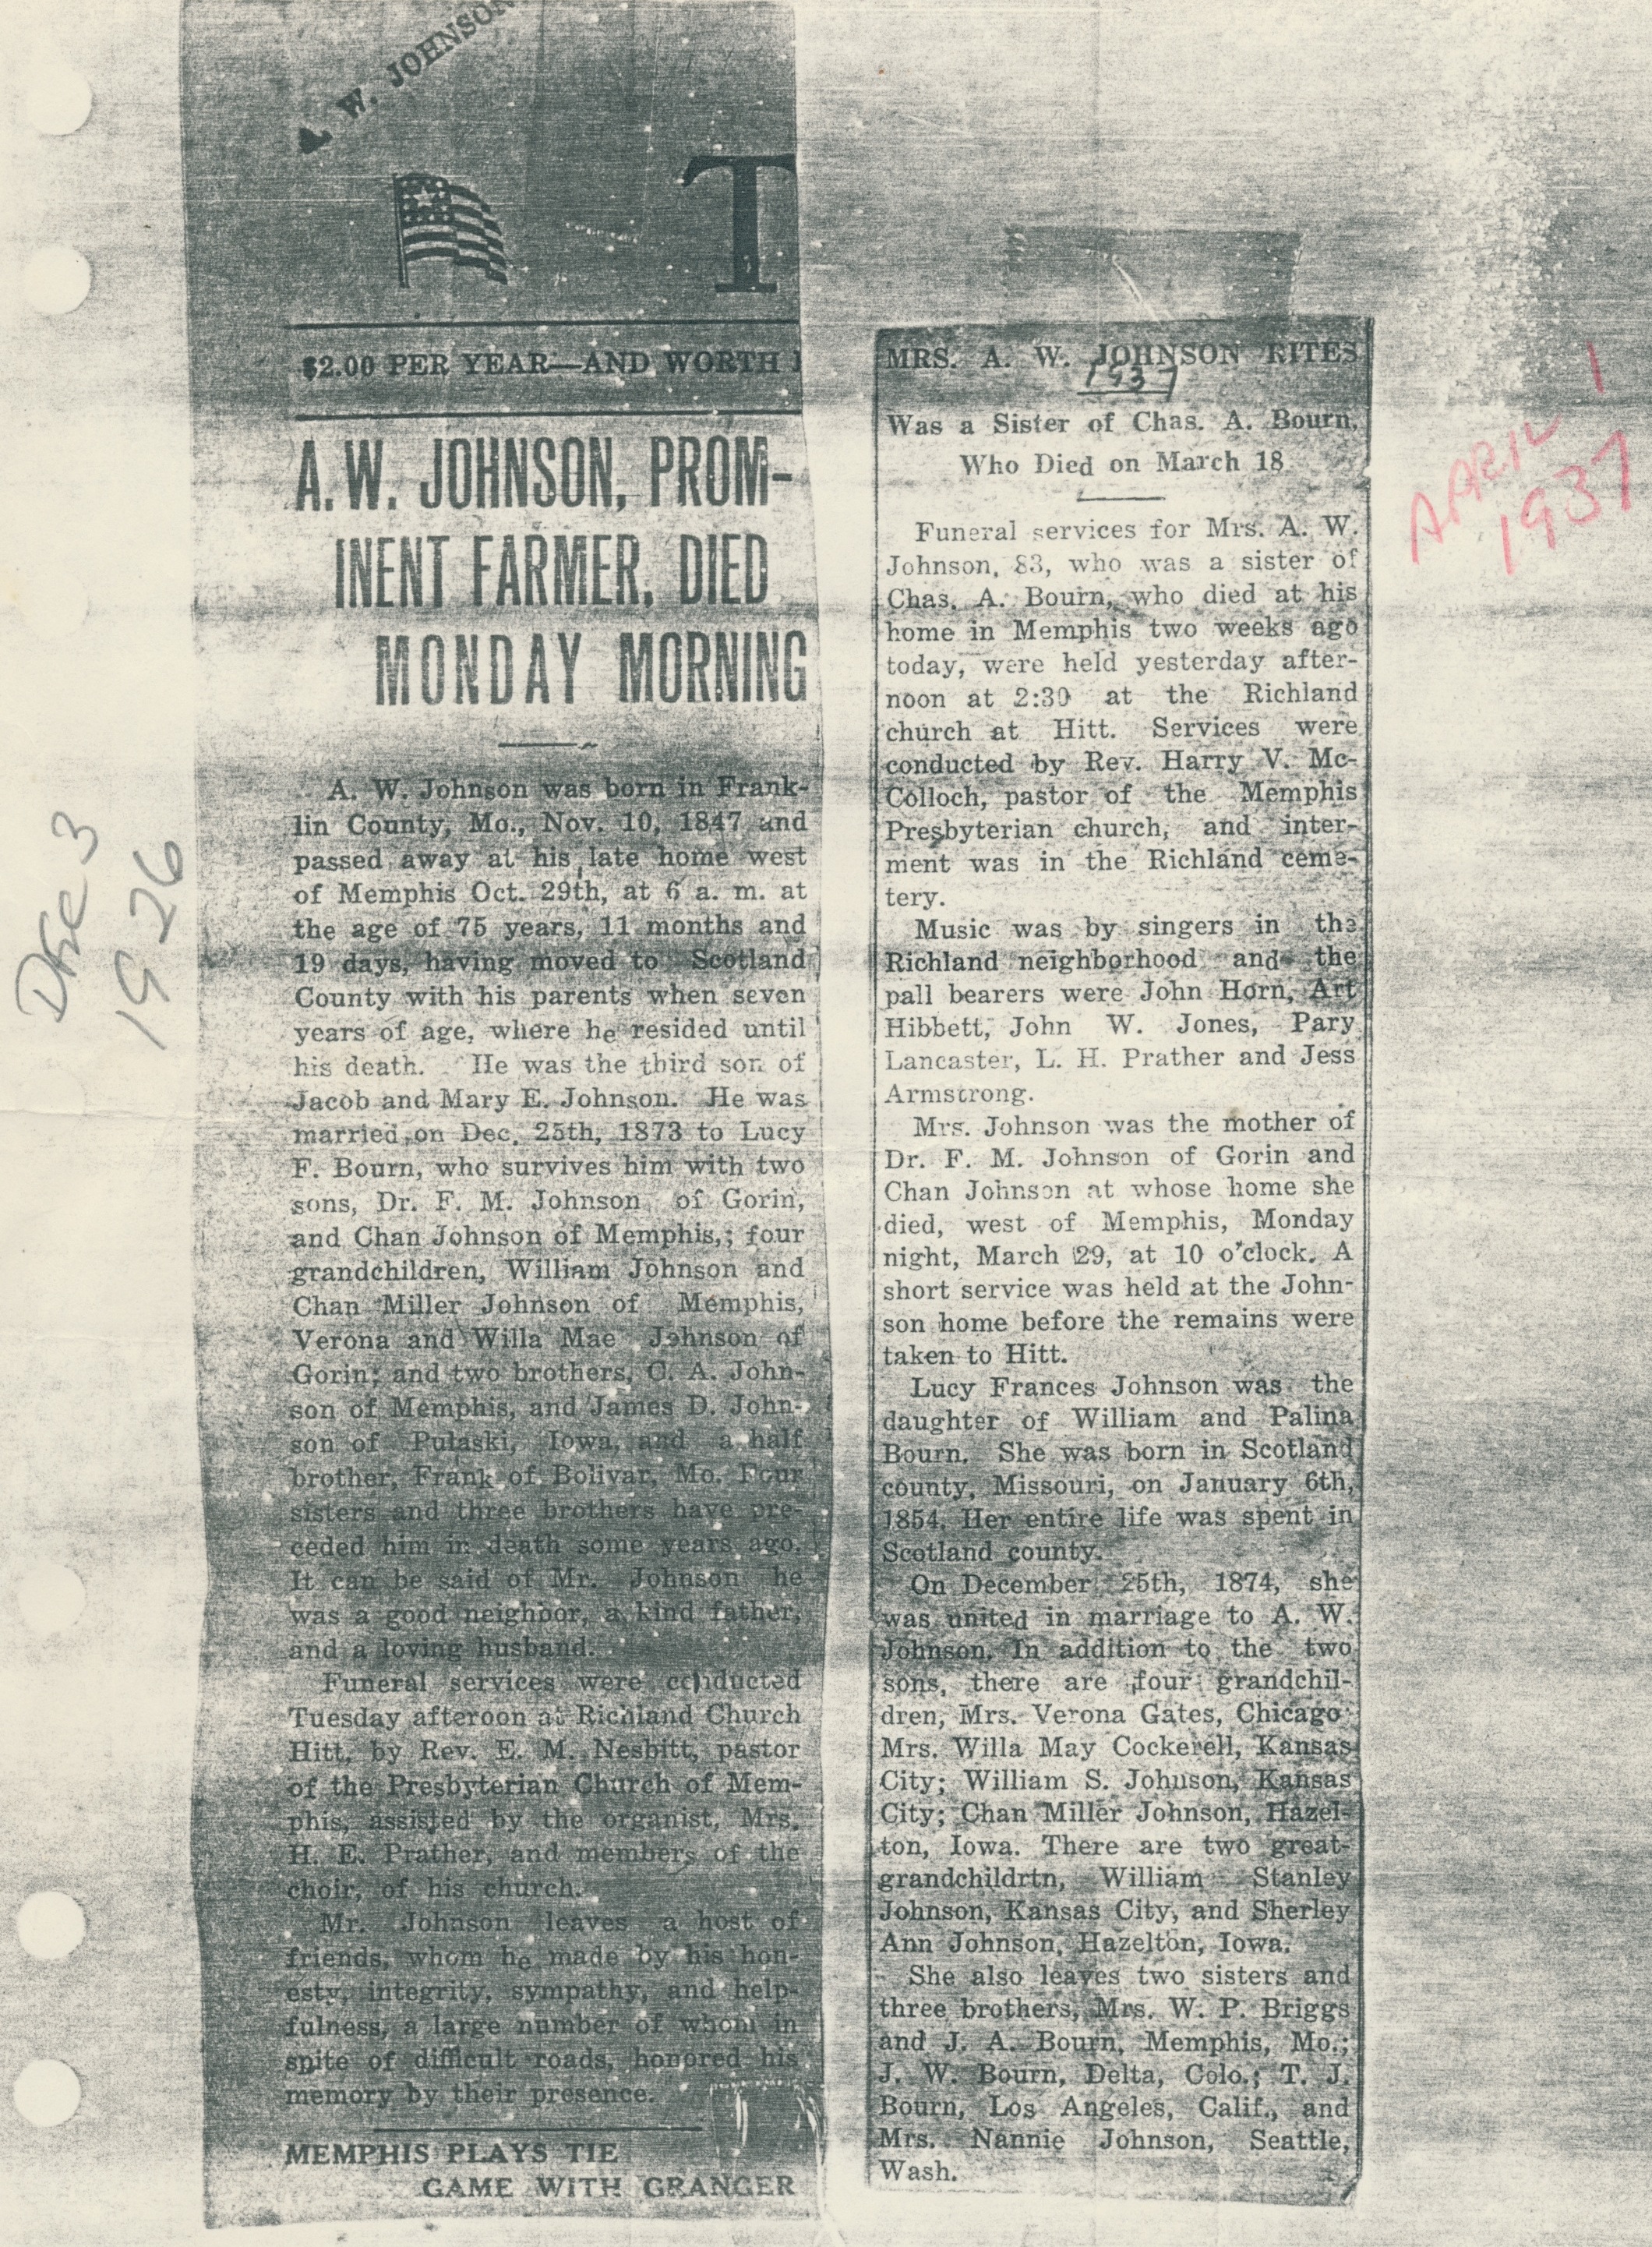 A. W. JOHNSON
T
$2.00 PER YEAR—AND WORTH
A. W. JOHNSON, PROM-
INENT FARMER, DIED
MONDAY MORNING
A. W. Johnson was born in Frank-
lin County, Mo., Nov. 10, 1847 and
passed away at his late home west
of Memphis Oct. 29th, at 6 a. m. at
the age of 75 years, 11 months and
19 days, having moved to Scotland
County with his parents when seven
years of age, where he resided until
his death. He was the third son of
Jacob and Mary E. Johnson. He was
married on Dec. 25th, 1873 to Lucy
F. Bourn, who survives him with two
sons, Dr. F. M. Johnson of Gorin,
and Chan Johnson of Memphis,; four
grandchildren, William Johnson and
Chan Miller Johnson of Memphis,
Verona and Willa Mae Johnson of
Gorin; and two brothers, C. A. John-
son of Memphis, and James D. John-
son of Pulaski, Iowa, and a half
brother, Frank of Bolivar, Mo. Four
sisters and three brothers have pre-
ceded him in death some years ago.
It can be said of Mr. Johnson he
was a good neighbor, a kind father,
and a loving husband.
Funeral services were conducted
Tuesday afteroon at Richland Church
Hitt, by Rev. E. M. Nesbitt, pastor
of the Presbyterian Church of Mem-
phis, assisted by the organist, Mrs.
H. E. Prather, and members of the
choir, of his church.
Mr. Johnson leaves a host of
friends, whom he made by his hon-
esty, integrity, sympathy, and help-
fulness, a large number of whom in
spite of difficult roads, honored his
memory by their presence.
MEMPHIS PLAYS TIE
GAME WITH GRANGER
MRS. A. W. JOHNSON RITES
1937
Was a Sister of Chas. A. Bourn,
Who Died on March 18
Funeral services for Mrs. A. W.
Johnson, 83, who was a sister of
Chas. A. Bourn, who died at his
home in Memphis two weeks ago
today, were held yesterday after-
noon at 2:30 at the Richland
church at Hitt. Services were
conducted by Rev. Harry V. Mc-
Colloch, pastor of the Memphis
Presbyterian church, and inter-
ment was in the Richland ceme-
tery.
Music was by singers in the
Richland neighborhood and the
pall bearers were John Horn, Art
Hibbett, John W. Jones, Pary
Lancaster, L. H. Prather and Jess
Armstrong.
Mrs. Johnson was the mother of
Dr. F. M. Johnson of Gorin and
Chan Johnson at whose home she
died, west of Memphis, Monday
night, March 29, at 10 o'clock. A
short service was held at the John-
son home before the remains were
taken to Hitt.
Lucy Frances Johnson was the
daughter of William and Palina
Bourn. She was born in Scotland
county, Missouri, on January 6th,
1854. Her entire life was spent in
Scotland county.
On December 25th, 1874, she
was united in marriage to A. W.
Johnson. In addition to the two
sons, there are four grandchil-
dren, Mrs. Verona Gates, Chicago
Mrs. Willa May Cockerell, Kansas
City; William S. Johnson, Kansas
City; Chan Miller Johnson, Hazel-
ton, Iowa. There are two great-
grandchildrtn, William Stanley
Johnson, Kansas City, and Sherley
Ann Johnson, Hazelton, Iowa.
She also leaves two sisters and
three brothers, Mrs. W. P. Briggs
and J. A. Bourn, Memphis, Mo.;
J. W. Bourn, Delta, Colo.; T. J.
Bourn, Los Angeles, Calif., and
Mrs. Nannie Johnson, Seattle,
Wash.
APRIL 1
1937
3
1926